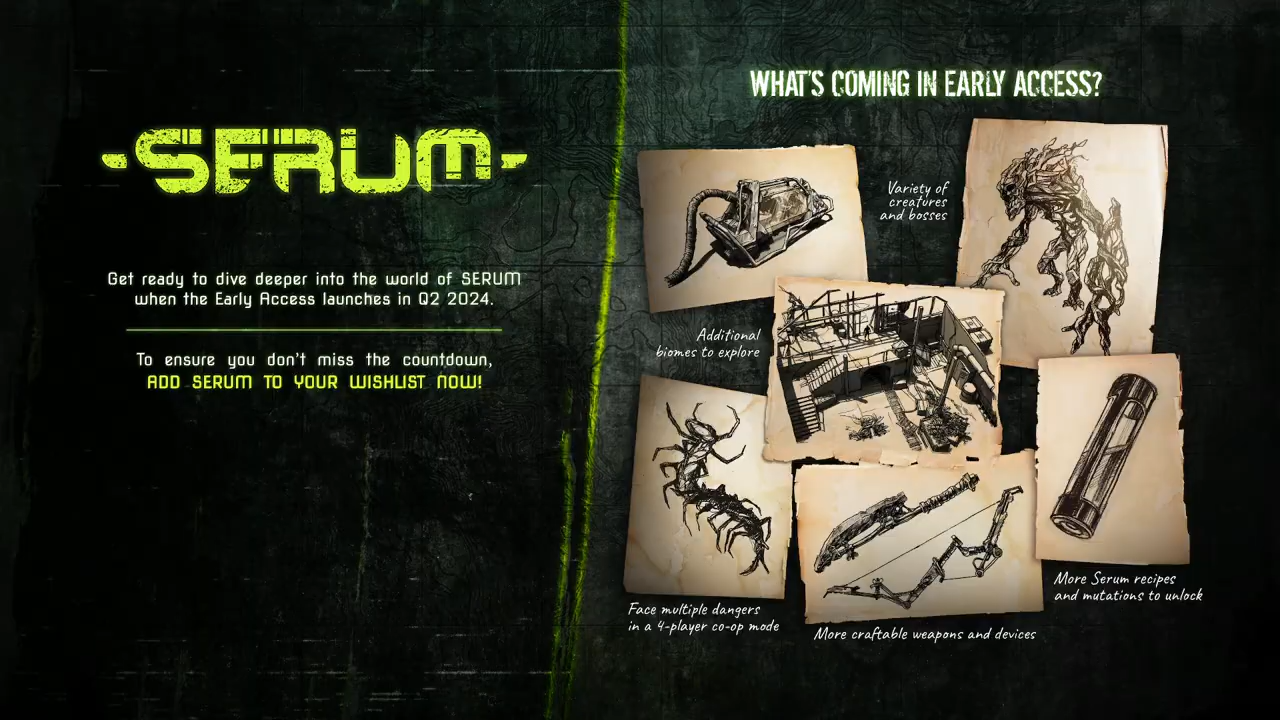 -SERUM-
Get ready to dive deeper into the world of SERUM
when the Early Access launches in Q2 2024.
To ensure you don't miss the countdown,
ADD SERUM TO YOUR WISHLIST NOW!
WHAT'S COMING IN EARLY ACCESS?
Variety of
creatures
and bosses
Additional
biomes to explore
Face multiple dangers
in a 4-player co-op mode
More craftable weapons and devices
More Serum recipes
and mutations to unlock